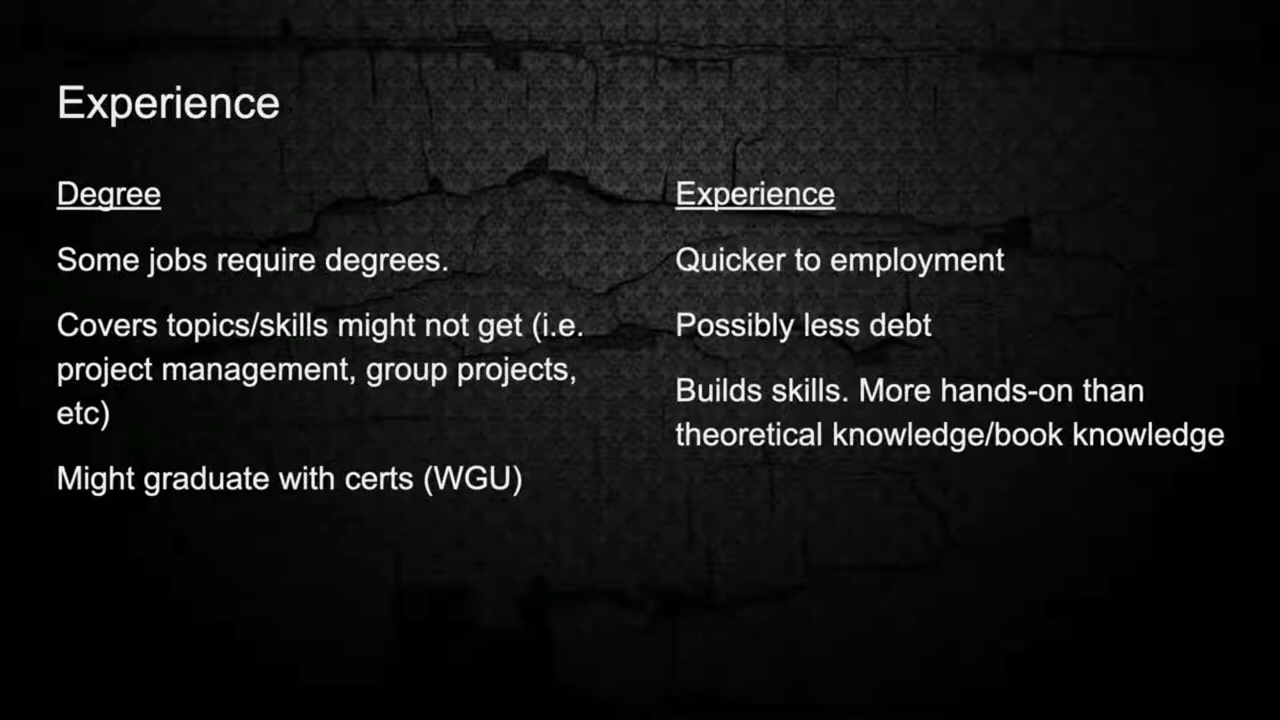 Experience
Degree
Some jobs require degrees.
Covers topics/skills might not get (i.e.
project management, group projects,
etc)
Might graduate with certs (WGU)
Experience
Quicker to employment
Possibly less debt
Builds skills. More hands-on than
theoretical knowledge/book knowledge